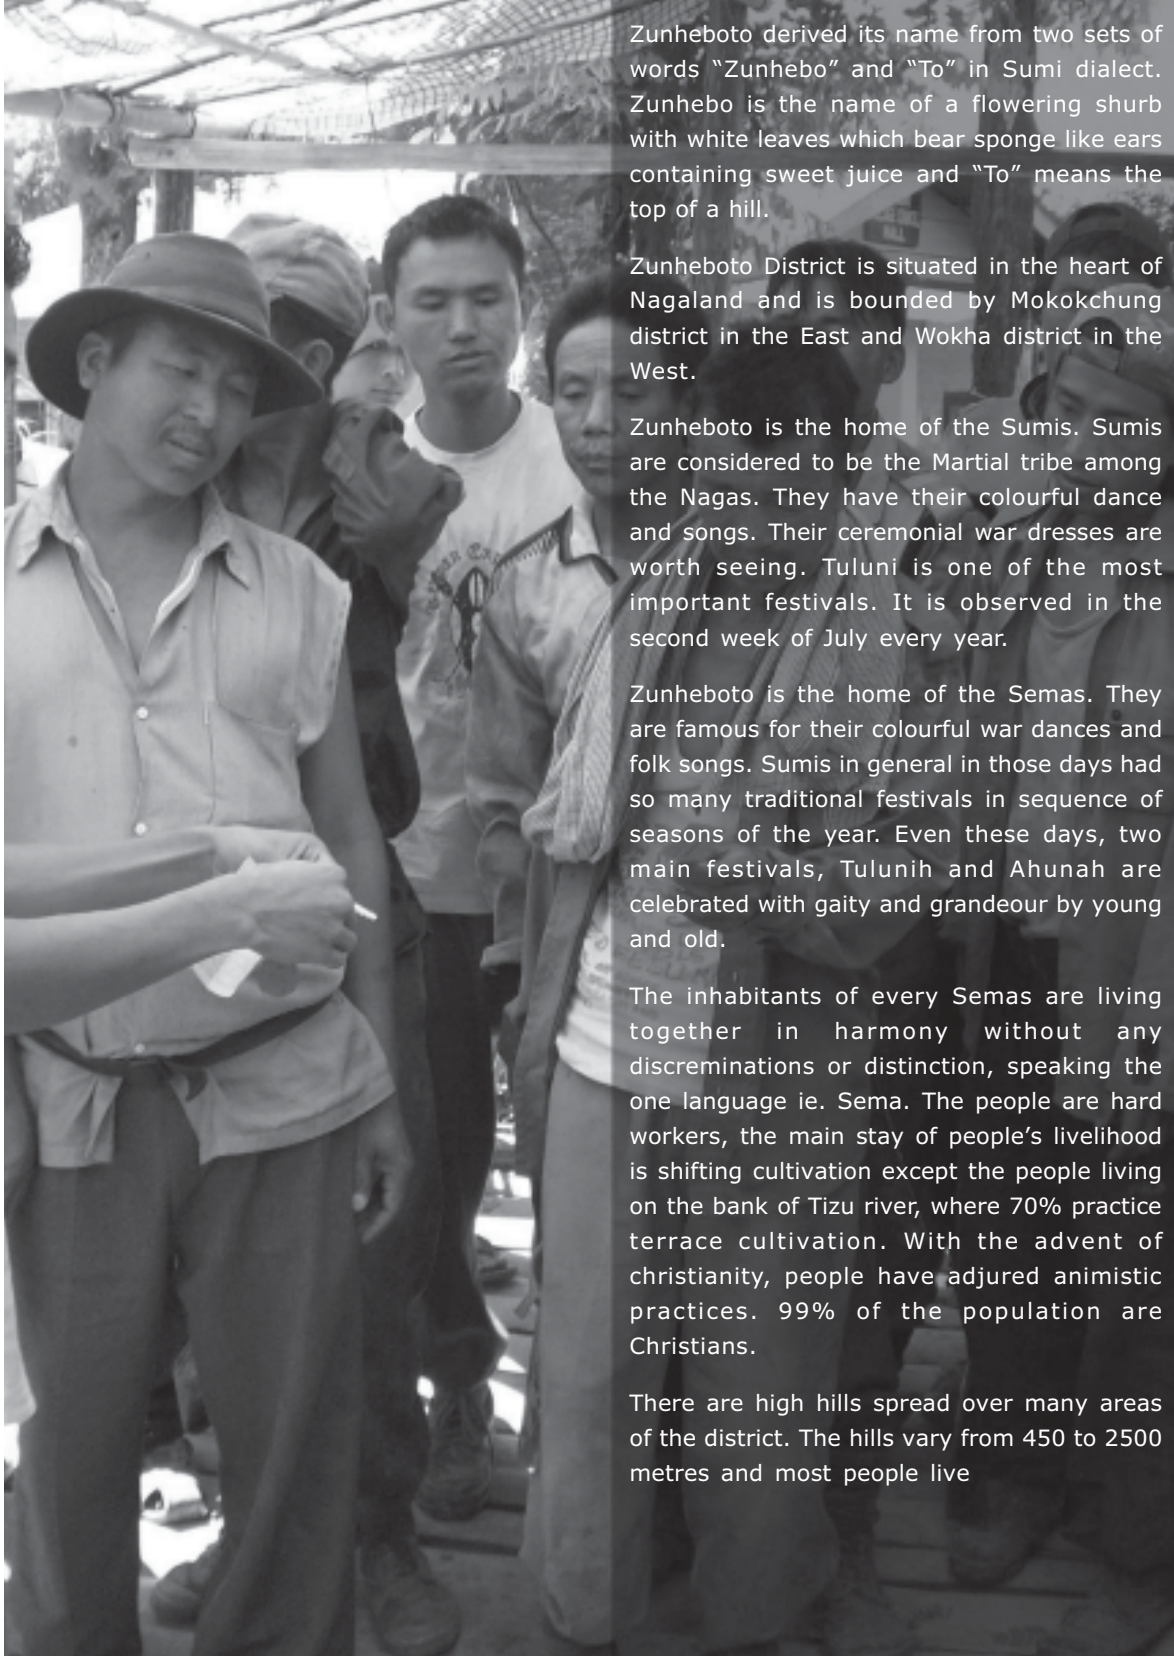 Zunheboto derived its name from two sets of
words “Zunhebo” and “To” in Sumi dialect.
Zunhebo is the name of a flowering shurb
with white leaves which bear sponge like ears
containing sweet juice and “To” means the
top of a hill.
Zunheboto District is situated in the heart of
Nagaland and is bounded by Mokokchung
district in the East and Wokha district in the
West.
Zunheboto is the home of the Sumis. Sumis
are considered to be the Martial tribe among
the Nagas. They have their colourful dance
and songs. Their ceremonial war dresses are
worth seeing. Tuluni is one of the most
important festivals. It is observed in the
second week of July every year.
Zunheboto is the home of the Semas. They
are famous for their colourful war dances and
folk songs. Sumis in general in those days had
so many traditional festivals in sequence of
seasons of the year. Even these days, two
main festivals, Tulunih and Ahunah are
celebrated with gaity and grandeour by young
and old.
The inhabitants of every Semas are living
together in harmony without any
discreminations or distinction, speaking the
one language ie. Sema. The people are hard
workers, the main stay of people’s livelihood
is shifting cultivation except the people living
on the bank of Tizu river, where 70% practice
terrace cultivation. With the advent of
christianity, people have adjured animistic
practices. 99% of the population are
Christians.
There are high hills spread over many areas
of the district. The hills vary from 450 to 2500
metres and most people live